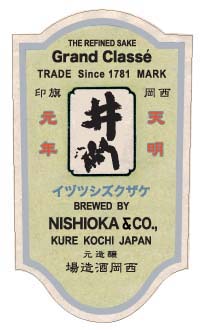 THE REFINED SAKE
Grand Classé
TRADE Since 1781 MARK
西岡旗印
天明
元年
井
イヅツシズクザケ
BREWED BY
NISHIOKA & CO.,
KURE KOCHI JAPAN
醸造元
西岡酒造場